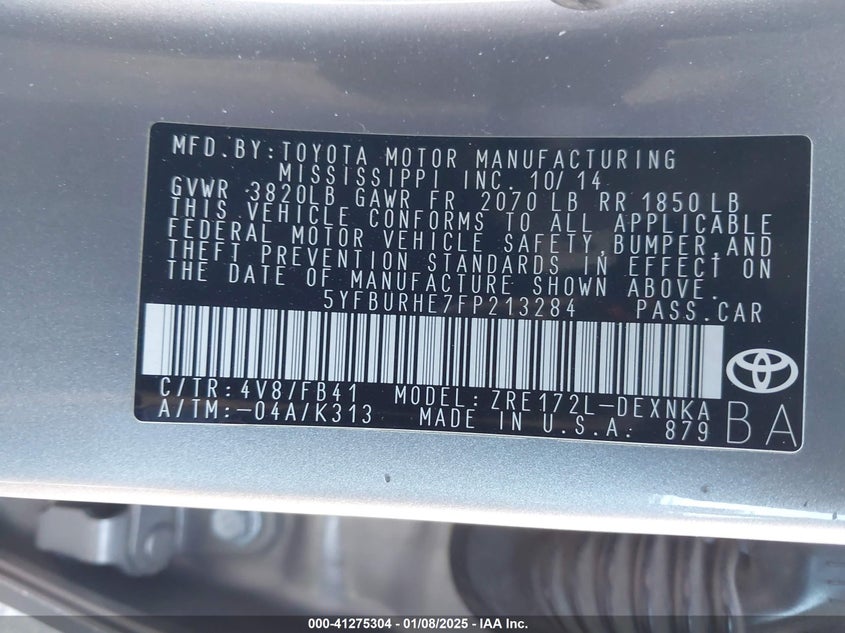 MFD.BY:TOYOTA MOTOR MANUFACTURING
MISSISSIPPI INC. 10/14
GVWR 3820LB GAWR FR 2070 LB RR 1850 LB
THIS VEHICLE CONFORMS TO ALL APPLICABLE
FEDERAL MOTOR VEHICLE SAFETY,BUMPER,AND
THEFT PREVENTION STANDARDS IN EFFECT ON
THE DATE OF MANUFACTURE SHOWN ABOVE.
5YFBURHE7FP213284 PASS.CAR
C/TR:4V8/FB41 MODEL:ZRE172L-DEXNKA
A/TM:-04A/K313 MADE IN U.S.A: 879
BA
000-41275304 - 01/08/2025 - IAA Inc.